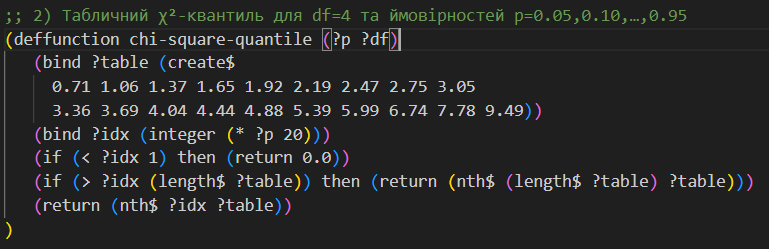 ;; 2) Табличний χ²-квантиль для df=4 та ймовірностей p=0.05,0.10,…,0.95
(deffunction chi-square-quantile (?p ?df)
(bind ?table (create$
0.71 1.06 1.37 1.65 1.92 2.19 2.47 2.75 3.05
3.36 3.69 4.04 4.44 4.88 5.39 5.99 6.74 7.78 9.49))
(bind ?idx (integer (* ?p 20)))
(if (< ?idx 1) then (return 0.0))
(if (> ?idx (length$ ?table)) then (return (nth$ (length$ ?table) ?table)))
(return (nth$ ?idx ?table))
)